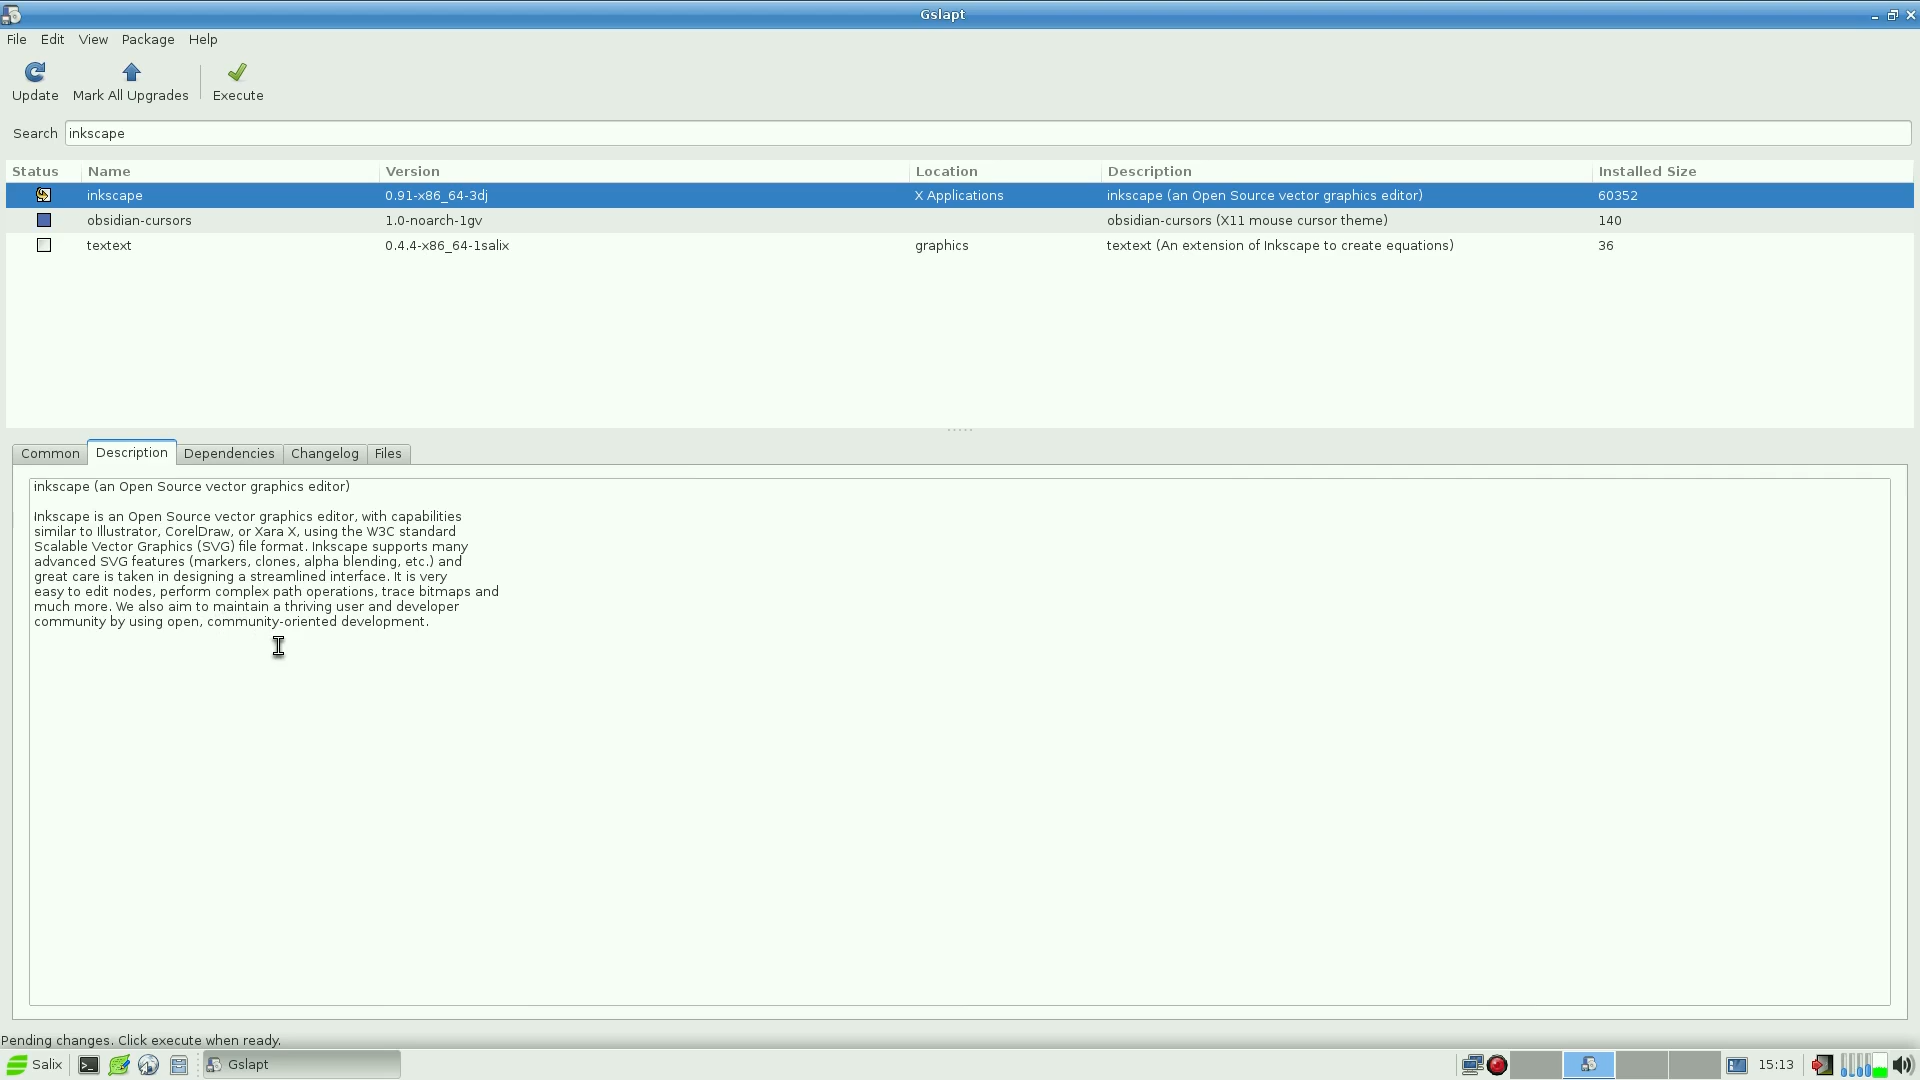 Gslapt
File Edit View Package Help
Update Mark All Upgrades Execute
Search inkscape
Status Name Version Location Description Installed Size
inkscape 0.91-x86_64-3dj X Applications inkscape (an Open Source vector graphics editor) 60352
obsidian-cursors 1.0-noarch-1gv obsidian-cursors (X11 mouse cursor theme) 140
textext 0.4.4-x86_64-1salix graphics textext (An extension of Inkscape to create equations) 36
Common Description Dependencies Changelog Files
inkscape (an Open Source vector graphics editor)
Inkscape is an Open Source vector graphics editor, with capabilities
similar to Illustrator, CorelDraw, or Xara X, using the W3C standard
Scalable Vector Graphics (SVG) file format. Inkscape supports many
advanced SVG features (markers, clones, alpha blending, etc.) and
great care is taken in designing a streamlined interface. It is very
easy to edit nodes, perform complex path operations, trace bitmaps and
much more. We also aim to maintain a thriving user and developer
community by using open, community-oriented development.
Pending changes. Click execute when ready.
Salix Gslapt 15:13